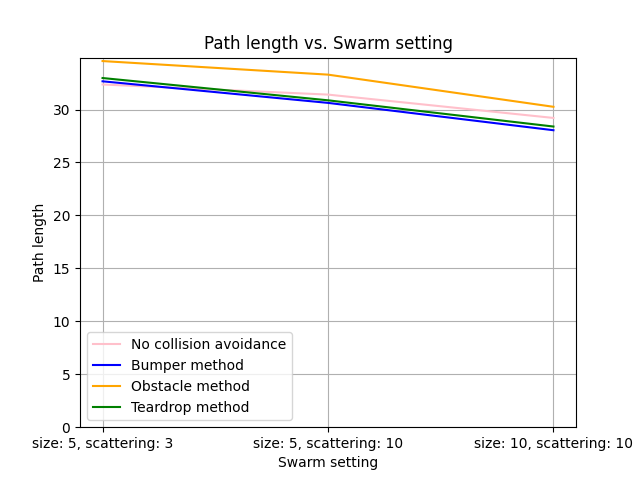 Path length vs. Swarm setting
Path length
30
25
20
15
10
5
0
No collision avoidance
Bumper method
Obstacle method
Teardrop method
size: 5, scattering: 3
size: 5, scattering: 10
size: 10, scattering: 10
Swarm setting